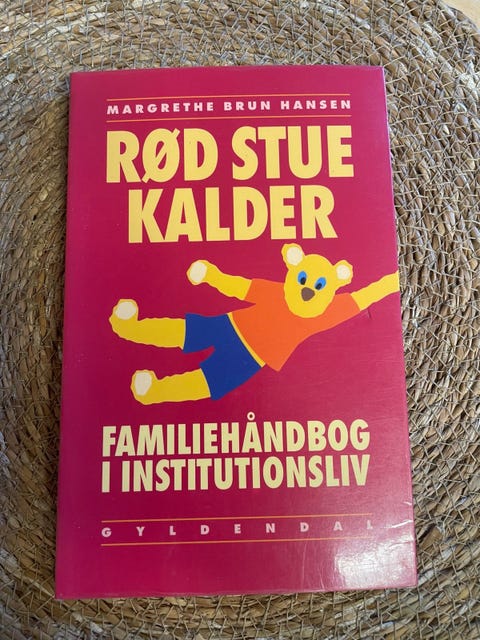 MARGRETHE BRUN HANSEN
RØD STUE
KALDER
FAMILIEHÅNDBOG
I INSTITUTIONSLIV
GYLDENDAL